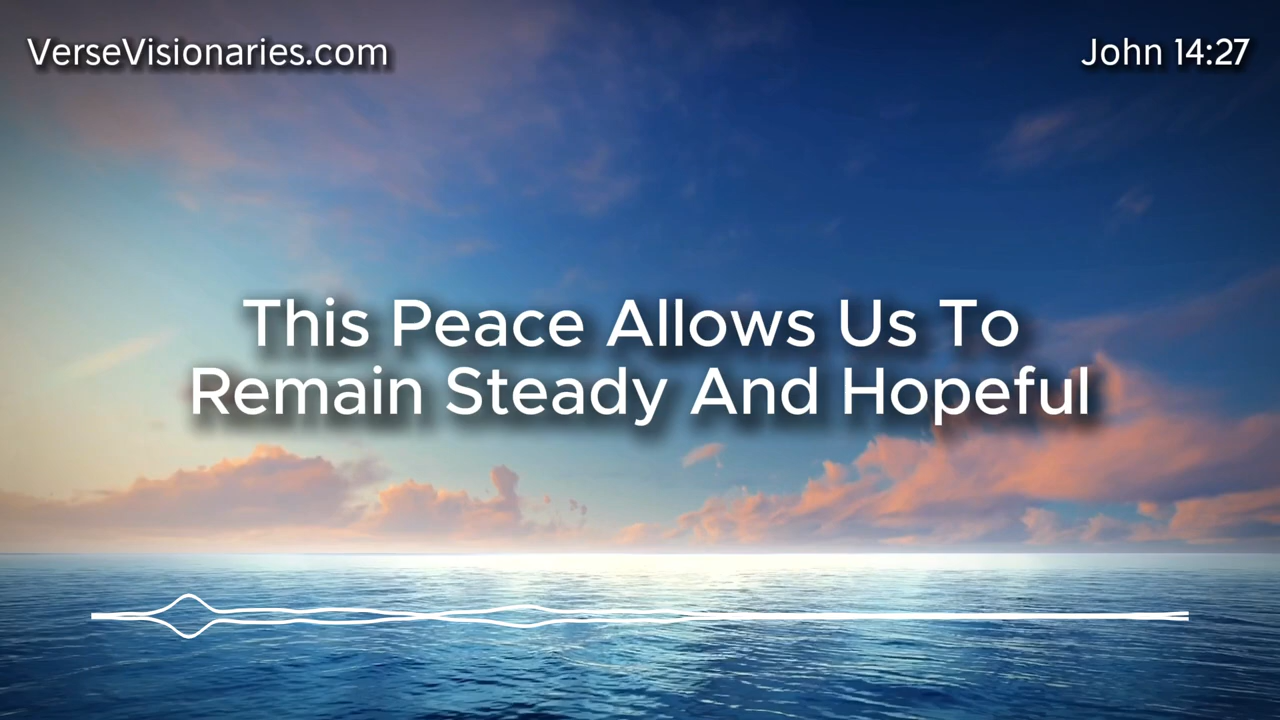 VerseVisionaries.com
John 14:27
This Peace Allows Us To
Remain Steady And Hopeful